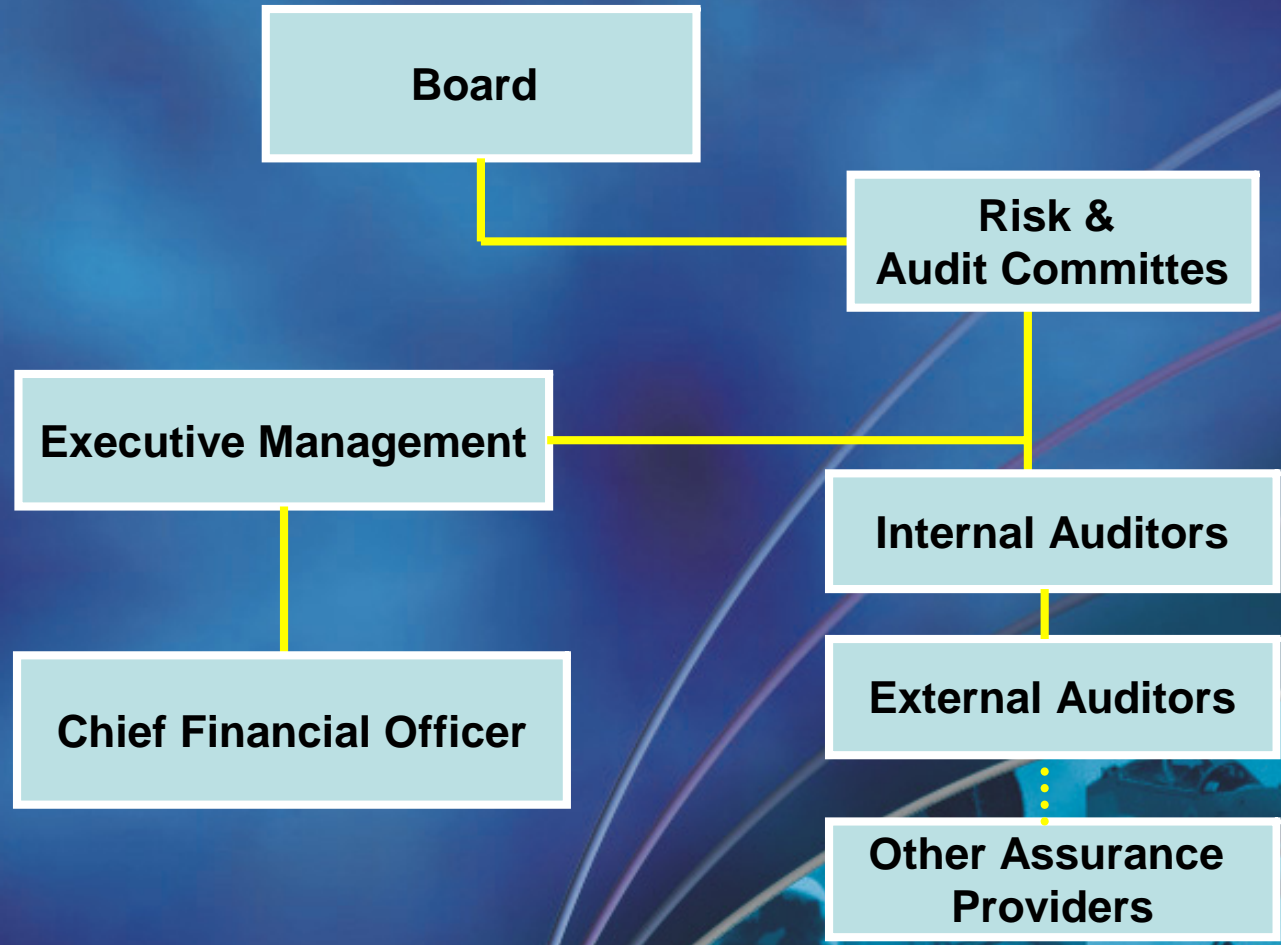 Board
Risk &
Audit Committes
Executive Management
Internal Auditors
External Auditors
Chief Financial Officer
Other Assurance
Providers